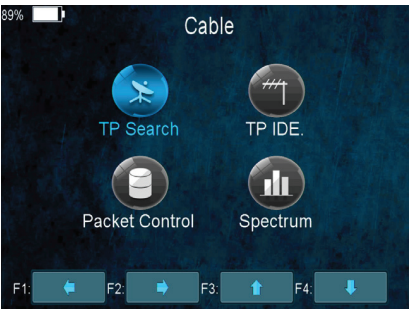 89%
Cable
TP Search TP IDE.
Packet Control Spectrum
F1: F2: F3: F4: